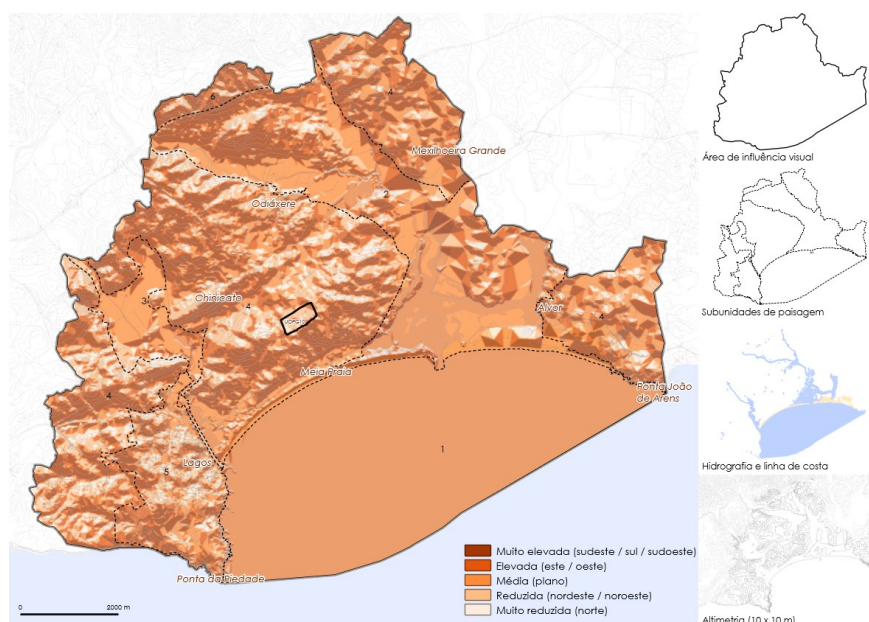 6
4
Mexilhoeira Grande
2
Odiáxere
3
Chinicato
4
Alvor
4
Meia Praia
Ponta João
de Arens
4
1
Lagos
5
Ponta da Piedade
0 2000 m
Muito elevada (sudeste / sul / sudoeste)
Elevada (este / oeste)
Média (plano)
Reduzida (nordeste / noroeste)
Muito reduzida (norte)
Área de influência visual
Subunidades de paisagem
Hidrografia e linha de costa
Altimetria (10 x 10 m)